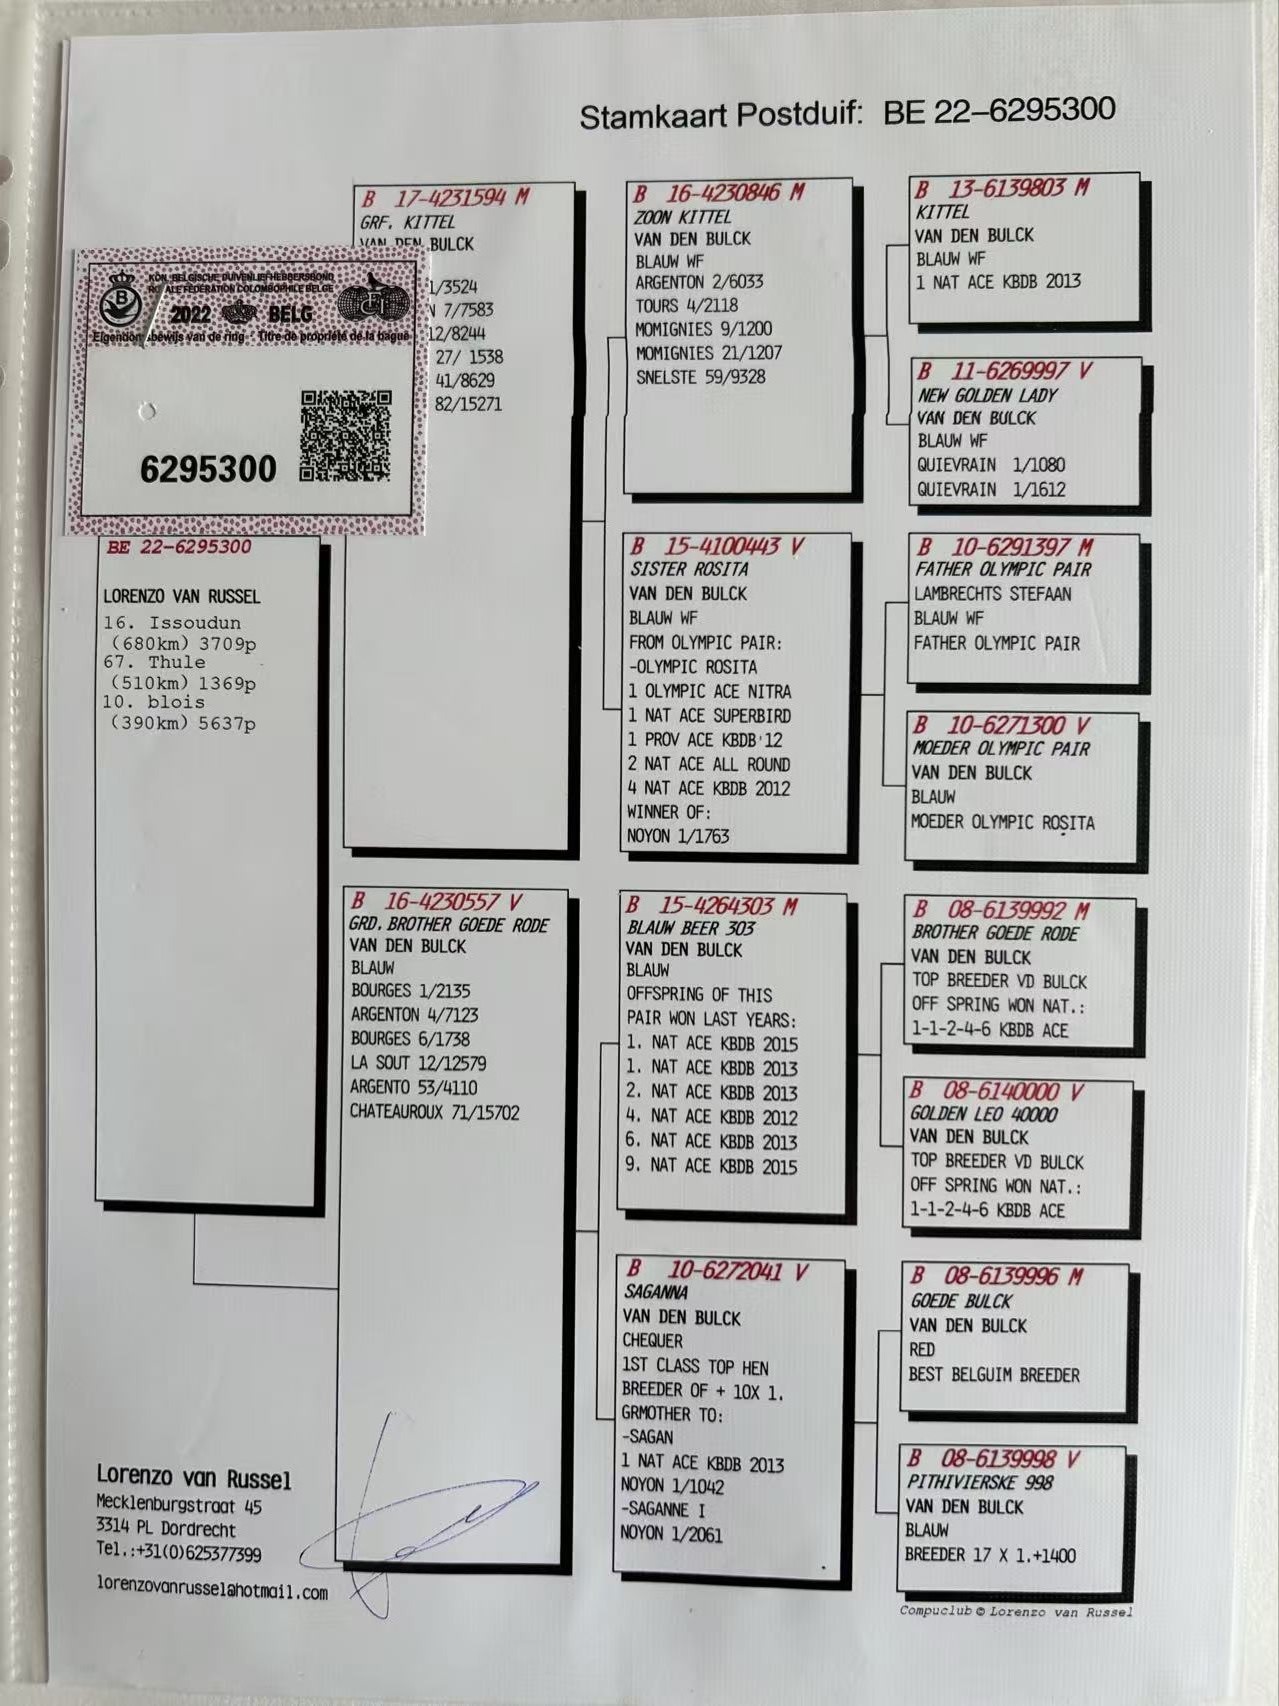 Stamkaart Postduif: BE 22-6295300
KON. BELGISCHE DUIVENLIEFHEBBERSBOND
ROYALE FEDERATION COLOMBOPHILE BELGE
2022 BELG
Eigendomsbewijs van de ring - Titre de propriété de la bague
6295300
BE 22-6295300
LORENZO VAN RUSSEL
16. Issoudun
(680km) 3709p
67. Thule
(510km) 1369p
10. blois
(390km) 5637p
B 17-4231594 M
GRF. KITTEL
VAN DEN BULCK
1/3524
7/7583
12/8244
27/ 1538
41/8629
82/15271
B 16-4230557 V
GRD. BROTHER GOEDE RODE
VAN DEN BULCK
BLAUW
BOURGES 1/2135
ARGENTON 4/7123
BOURGES 6/1738
LA SOUT 12/12579
ARGENTO 53/4110
CHATEAUROUX 71/15702
B 16-4230846 M
ZOON KITTEL
VAN DEN BULCK
BLAUW WF
ARGENTON 2/6033
TOURS 4/2118
MOMIGNIES 9/1200
MOMIGNIES 21/1207
SNELSTE 59/9328
B 15-4100443 V
SISTER ROSITA
VAN DEN BULCK
BLAUW WF
FROM OLYMPIC PAIR:
-OLYMPIC ROSITA
1 OLYMPIC ACE NITRA
1 NAT ACE SUPERBIRD
1 PROV ACE KBDB'12
2 NAT ACE ALL ROUND
4 NAT ACE KBDB 2012
WINNER OF:
NOYON 1/1763
B 15-4264303 M
BLAUW BEER 303
VAN DEN BULCK
BLAUW
OFFSPRING OF THIS
PAIR WON LAST YEARS:
1. NAT ACE KBDB 2015
1. NAT ACE KBDB 2013
2. NAT ACE KBDB 2013
4. NAT ACE KBDB 2012
6. NAT ACE KBDB 2013
9. NAT ACE KBDB 2015
B 10-6272041 V
SAGANNA
VAN DEN BULCK
CHEQUER
1ST CLASS TOP HEN
BREEDER OF + 10X 1.
GRMOTHER TO:
-SAGAN
1 NAT ACE KBDB 2013
NOYON 1/1042
-SAGANNE I
NOYON 1/2061
B 13-6139803 M
KITTEL
VAN DEN BULCK
BLAUW WF
1 NAT ACE KBDB 2013
B 11-6269997 V
NEW GOLDEN LADY
VAN DEN BULCK
BLAUW WF
QUIEVRAIN 1/1080
QUIEVRAIN 1/1612
B 10-6291397 M
FATHER OLYMPIC PAIR
LAMBRECHTS STEFAAN
BLAUW WF
FATHER OLYMPIC PAIR
B 10-6271300 V
MOEDER OLYMPIC PAIR
VAN DEN BULCK
BLAUW
MOEDER OLYMPIC ROSITA
B 08-6139992 M
BROTHER GOEDE RODE
VAN DEN BULCK
TOP BREEDER VD BULCK
OFF SPRING WON NAT.:
1-1-2-4-6 KBDB ACE
B 08-6140000 V
GOLDEN LEO 40000
VAN DEN BULCK
TOP BREEDER VD BULCK
OFF SPRING WON NAT.:
1-1-2-4-6 KBDB ACE
B 08-6139996 M
GOEDE BULCK
VAN DEN BULCK
RED
BEST BELGUIM BREEDER
B 08-6139998 V
PITHIVIERSKE 998
VAN DEN BULCK
BLAUW
BREEDER 17 X 1.+1400
Lorenzo van Russel
Mecklenburgstraat 45
3314 PL Dordrecht
Tel.:+31(0)625377399
lorenzovanrussel@hotmail.com
Compuclub © Lorenzo van Russel